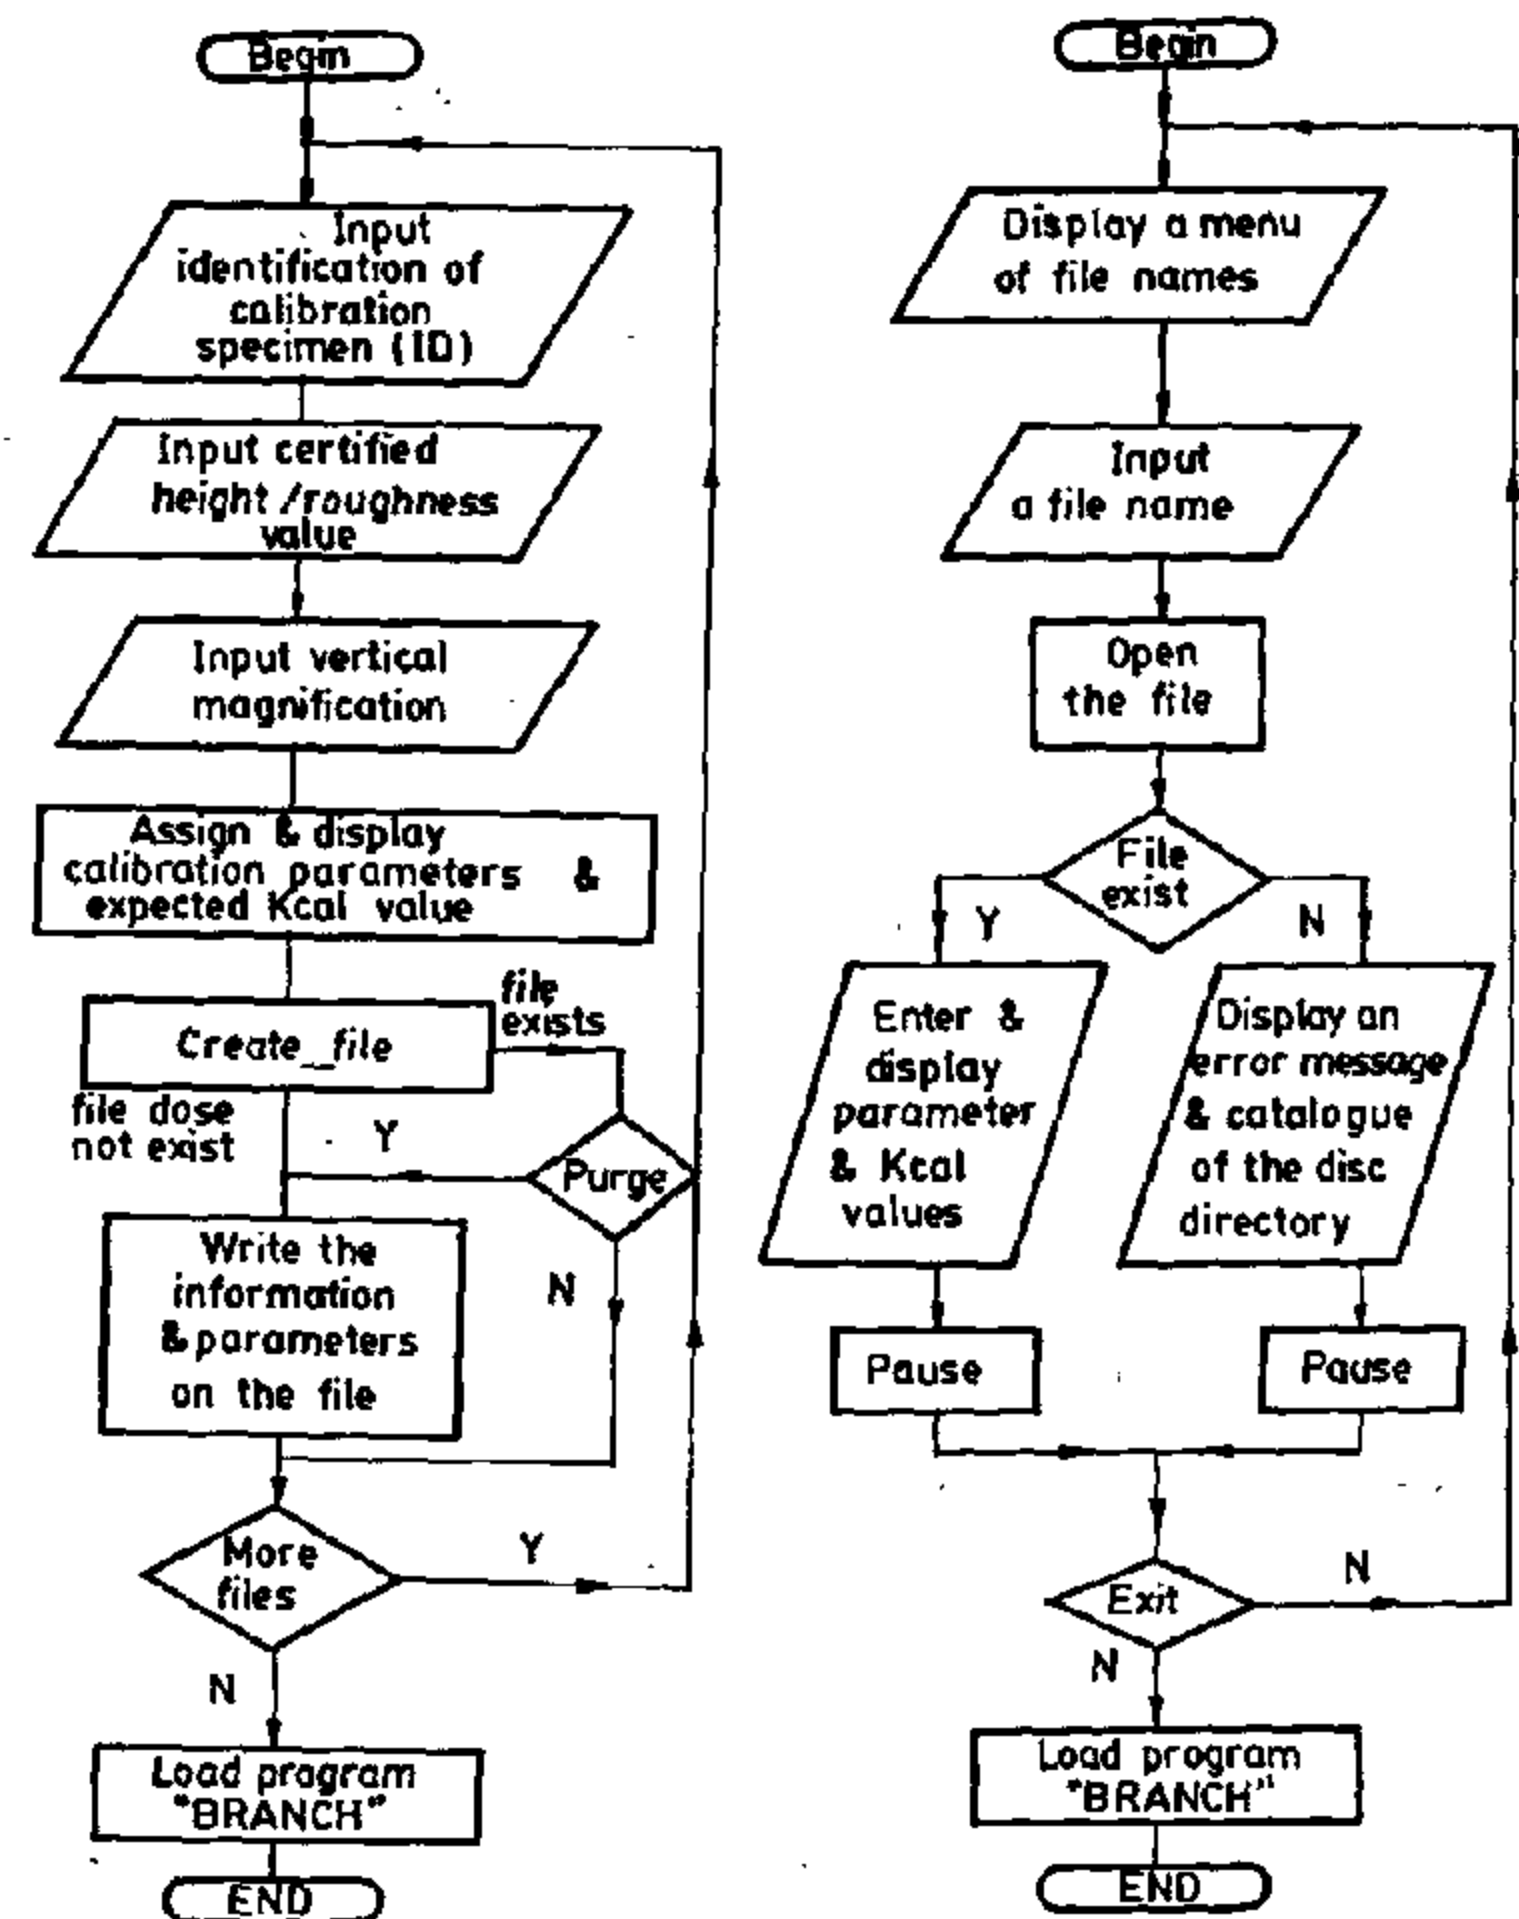 Begin
Input
identification of
calibration
specimen (ID)
Input certified
height /roughness
value
Input vertical
magnification
Assign & display
calibration parameters &
expected Kcal value
Create_file
file
exists
file dose
not exist
Y
Purge
N
Write the
information
& parameters
on the file
More
files
Y
N
Load program
"BRANCH"
END
Begin
Display a menu
of file names
Input
a file name
Open
the file
File
exist
Y
N
Enter &
display
parameter
& Kcal
values
Display an
error message
& catalogue
of the disc
directory
Pause
Pause
Exit
N
N
Load program
"BRANCH"
END